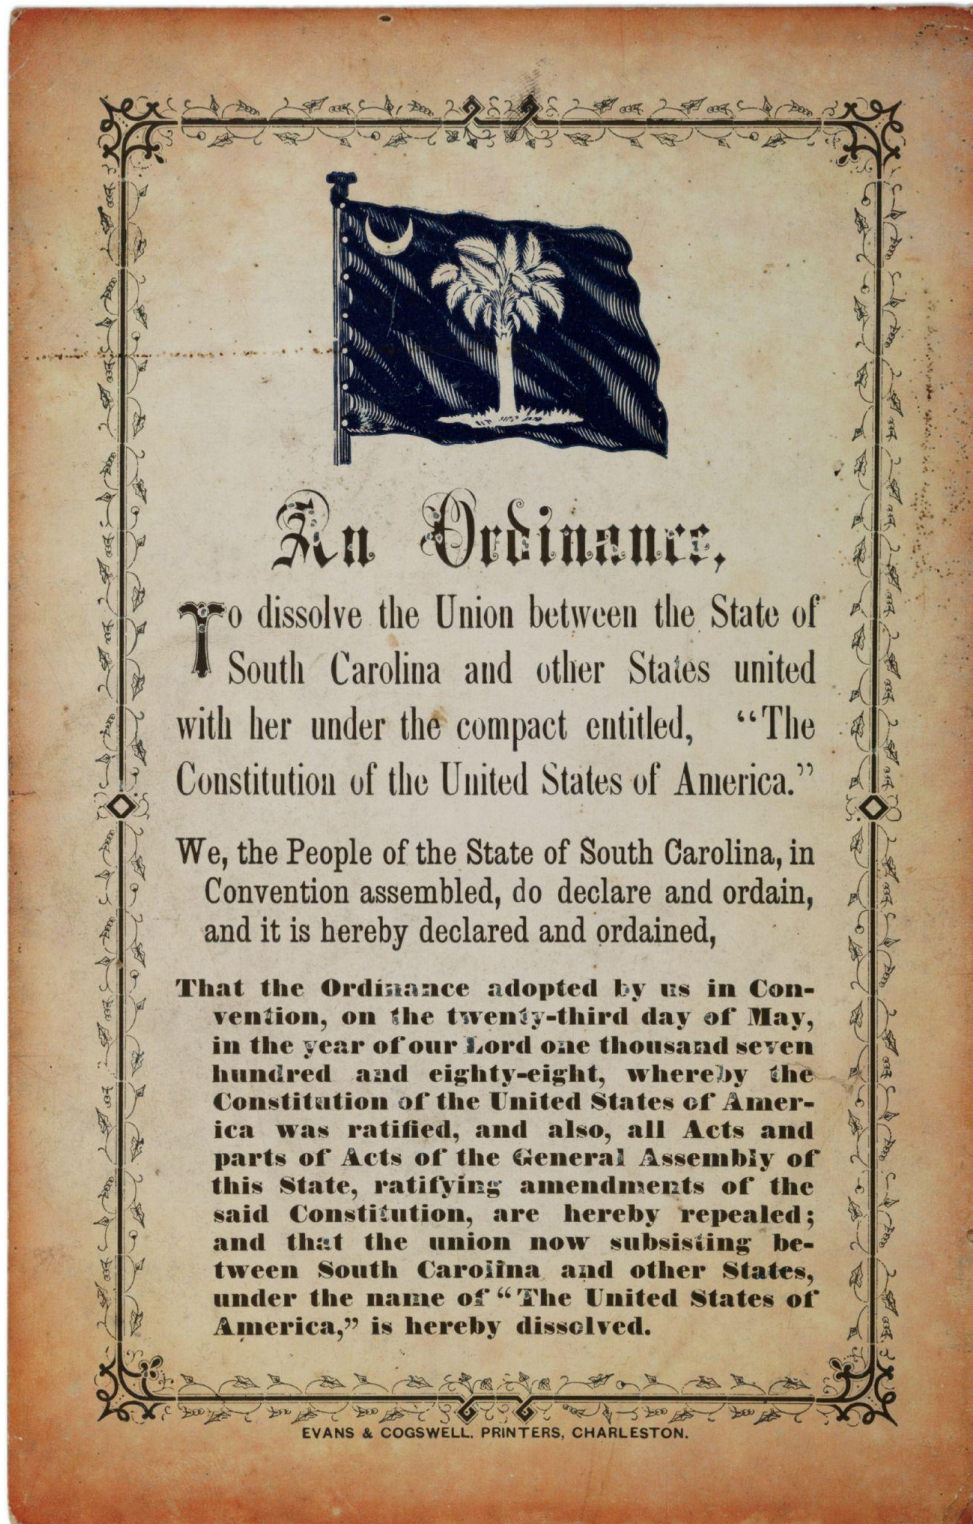 An Ordinance,
To dissolve the Union between the State of
South Carolina and other States united
with her under the compact entitled, “The
Constitution of the United States of America.”
We, the People of the State of South Carolina, in
Convention assembled, do declare and ordain,
and it is hereby declared and ordained,
That the Ordinance adopted by us in Con-
vention, on the twenty-third day of May,
in the year of our Lord one thousand seven
hundred and eighty-eight, whereby the
Constitution of the United States of Amer-
ica was ratified, and also, all Acts and
parts of Acts of the General Assembly of
this State, ratifying amendments of the
said Constitution, are hereby repealed;
and that the union now subsisting be-
tween South Carolina and other States,
under the name of “The United States of
America,” is hereby dissolved.
EVANS & COGSWELL, PRINTERS, CHARLESTON.